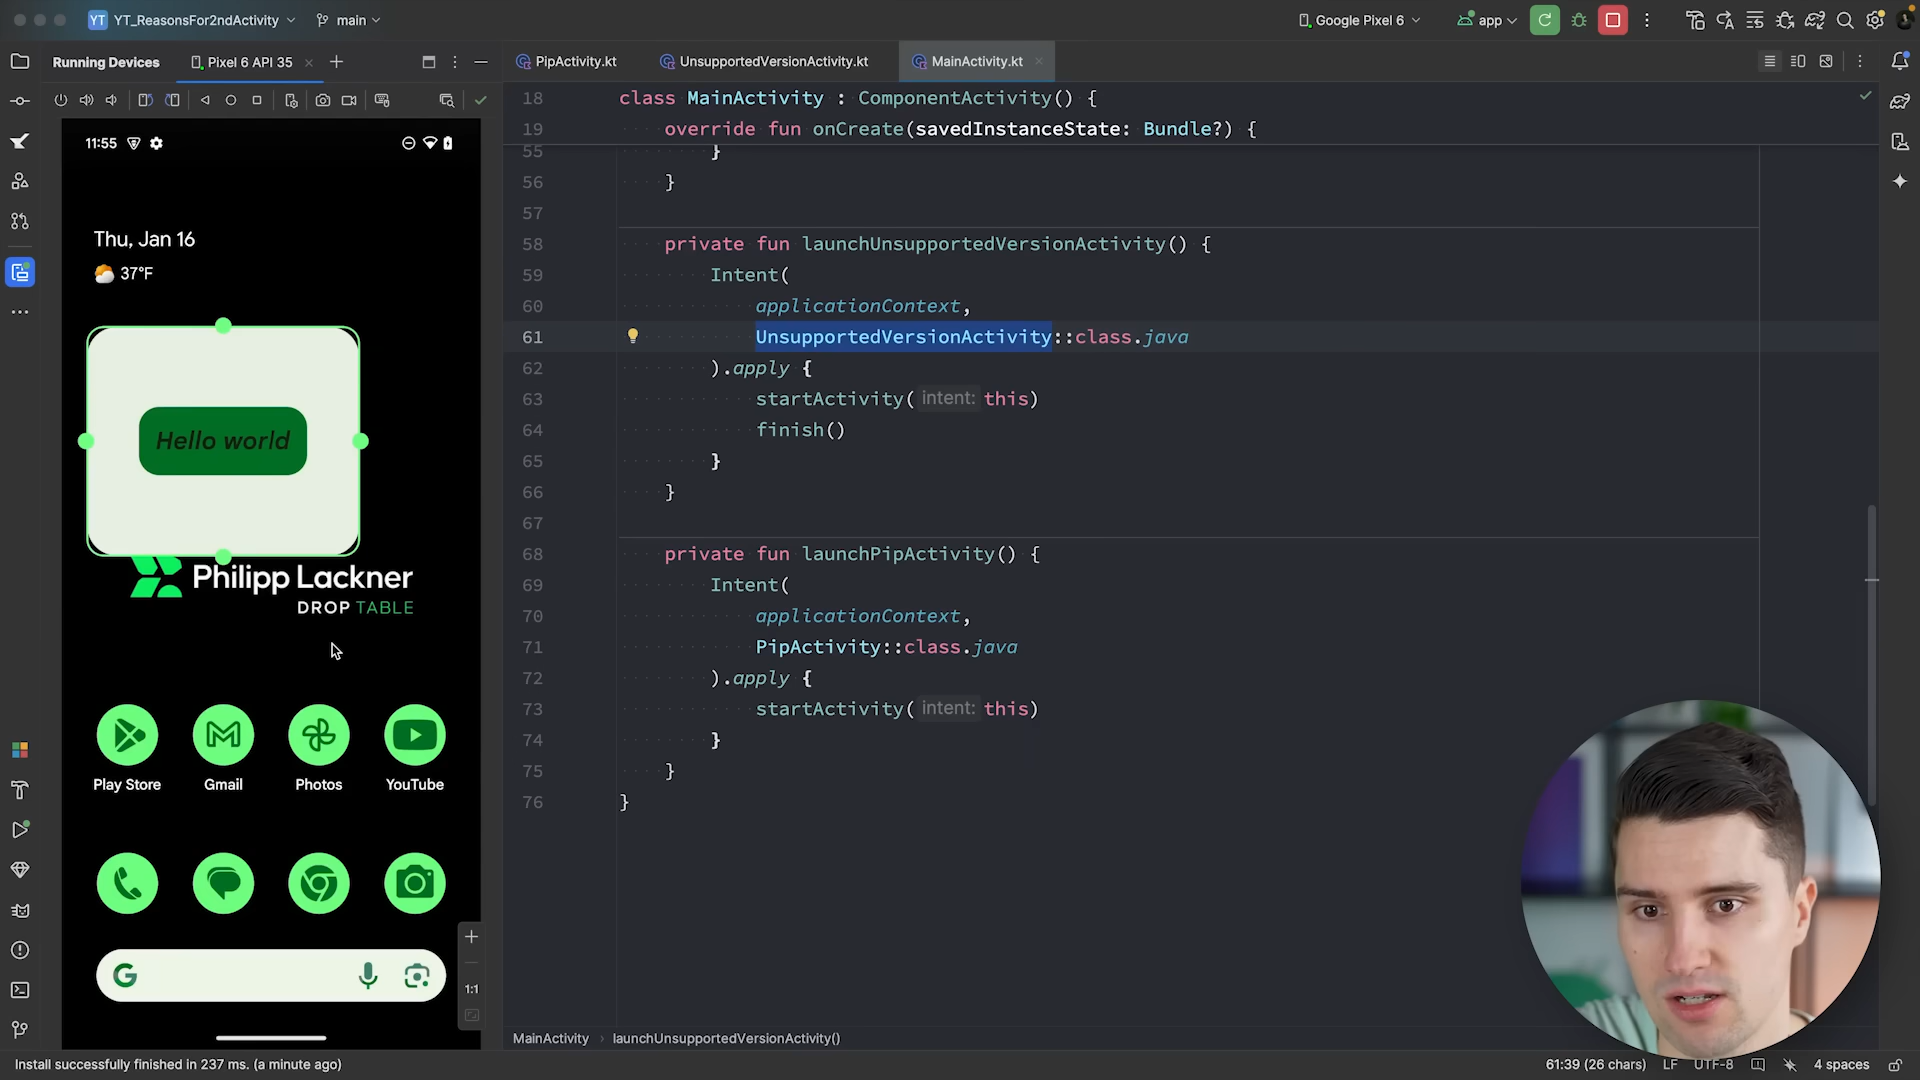 YT YT_ReasonsFor2ndActivity main Google Pixel 6 app
Running Devices Pixel 6 API 35
PipActivity.kt UnsupportedVersionActivity.kt MainActivity.kt
11:55
Thu, Jan 16
37°F
Hello world
Philipp Lackner
DROP TABLE
Play Store Gmail Photos YouTube
G
1:1
18 class MainActivity : ComponentActivity() {
19 override fun onCreate(savedInstanceState: Bundle?) {
55 }
56 }
57
58 private fun launchUnsupportedVersionActivity() {
59 Intent(
60 applicationContext,
61 UnsupportedVersionActivity::class.java
62 ).apply {
63 startActivity( intent: this)
64 finish()
65 }
66 }
67
68 private fun launchPipActivity() {
69 Intent(
70 applicationContext,
71 PipActivity::class.java
72 ).apply {
73 startActivity( intent: this)
74 }
75 }
76 }
MainActivity › launchUnsupportedVersionActivity()
Install successfully finished in 237 ms. (a minute ago) 61:39 (26 chars) LF UTF-8 4 spaces